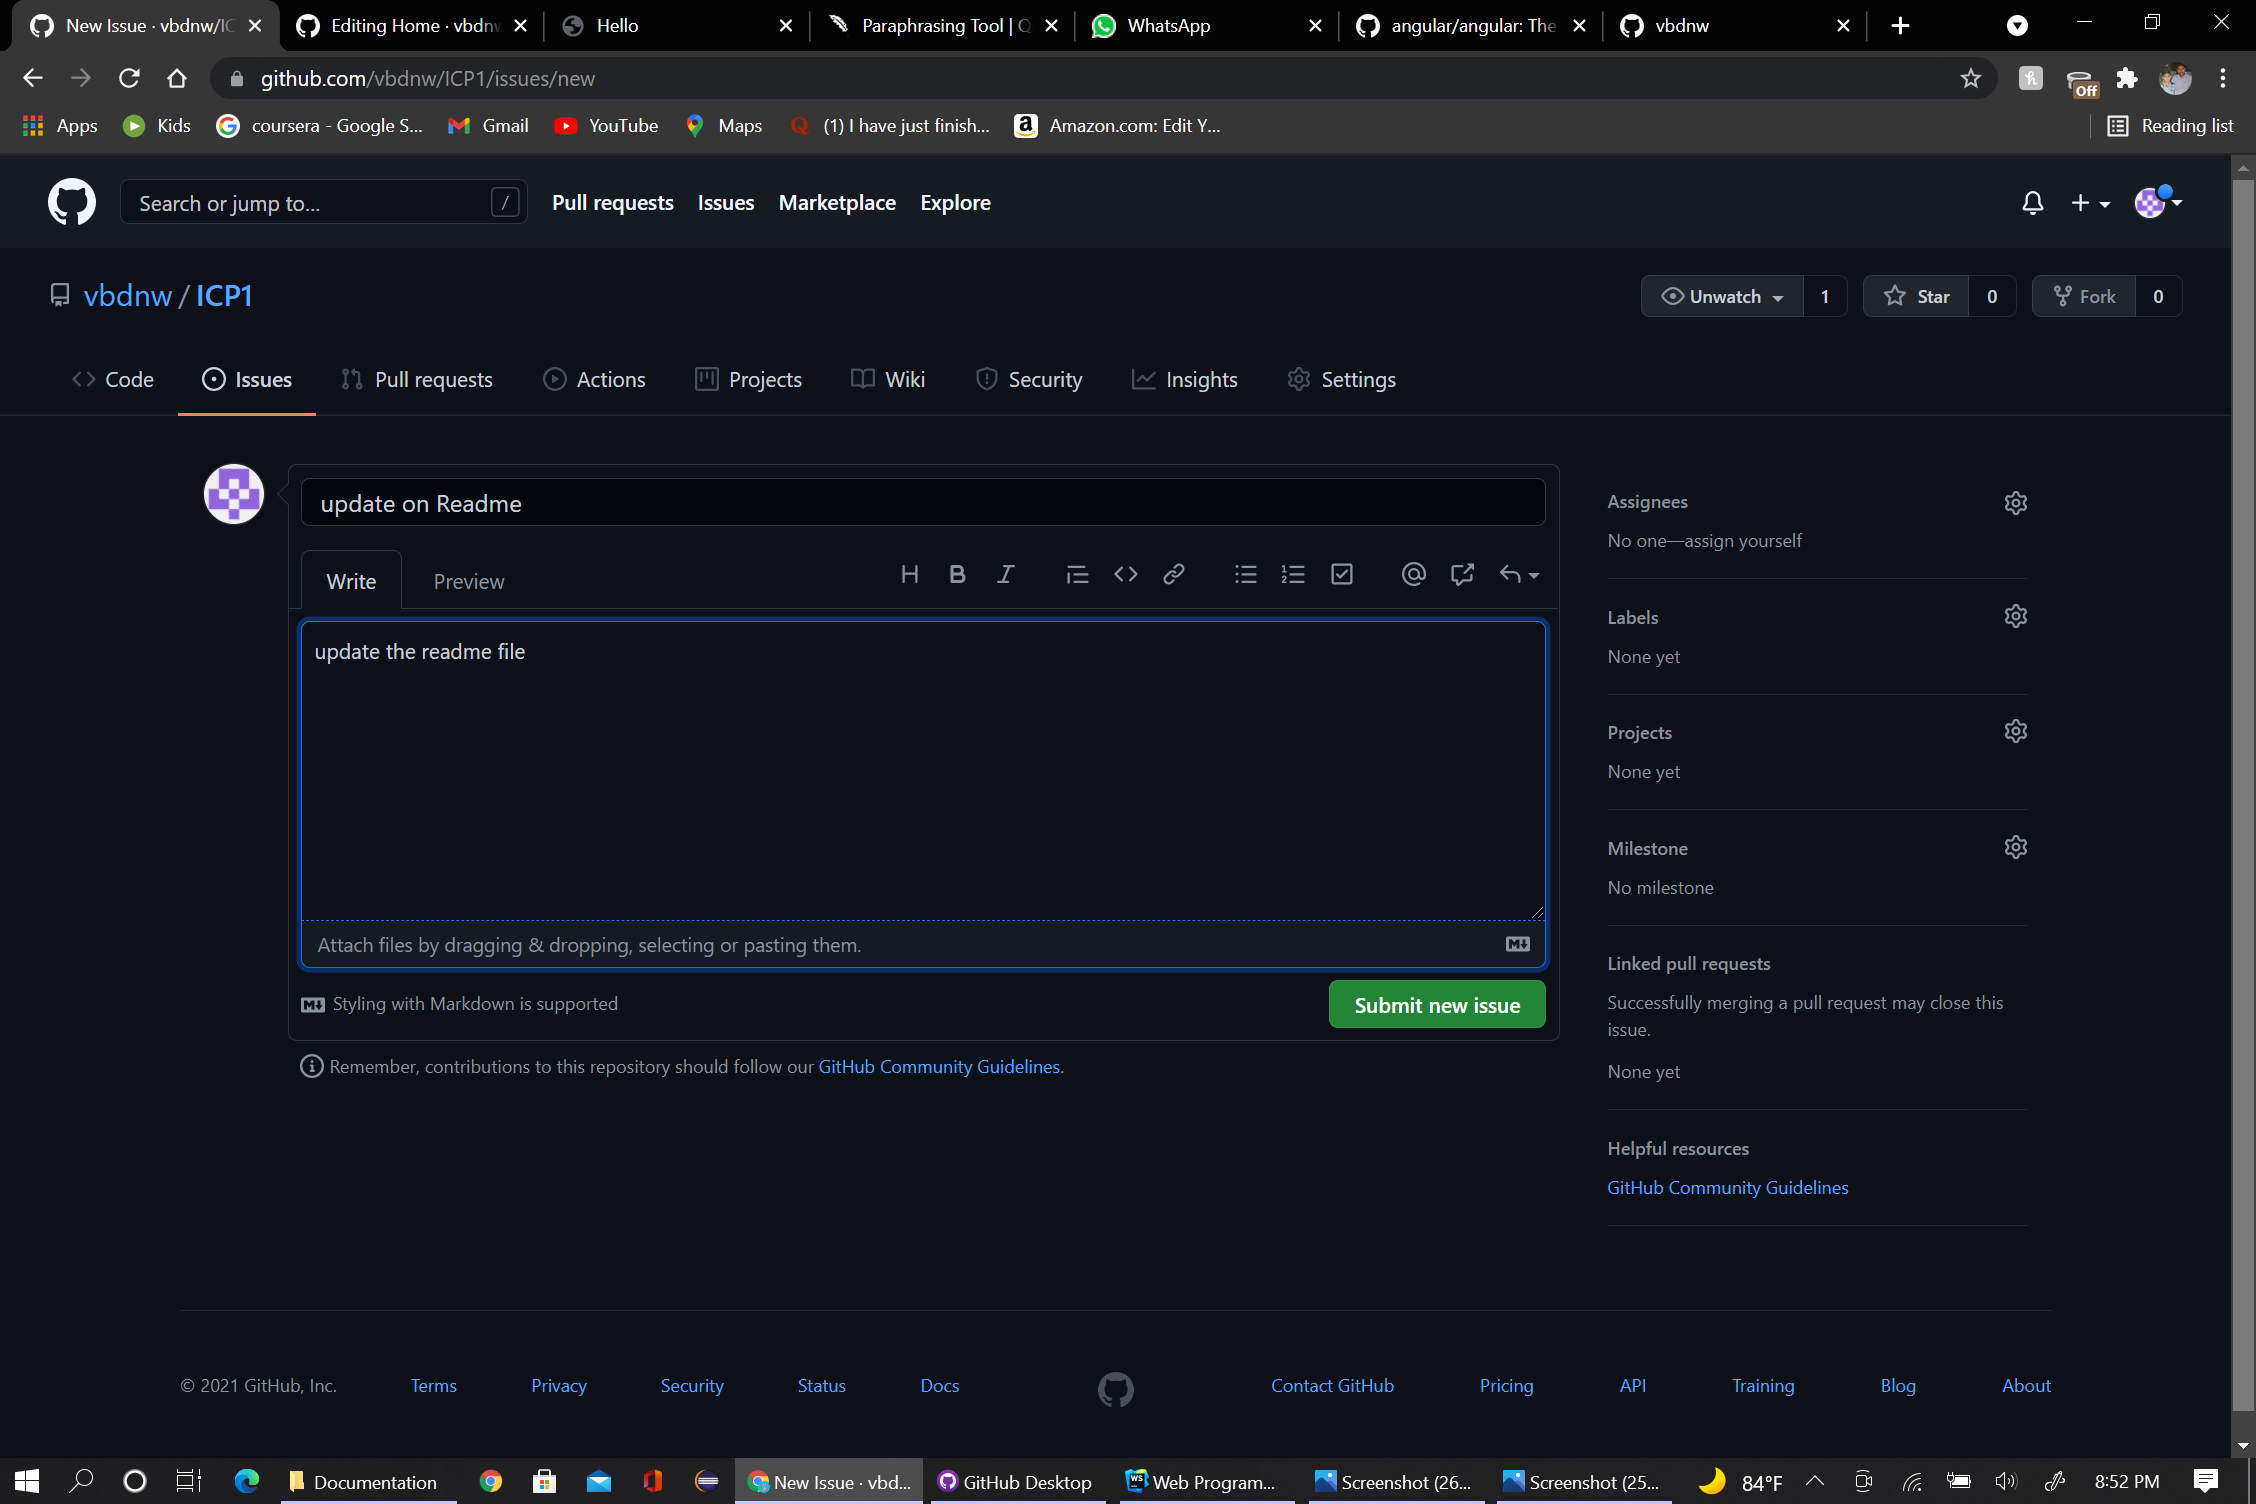 New Issue · vbdnw/IC
Editing Home · vbdnw
Hello
Paraphrasing Tool | Q
WhatsApp
angular/angular: The
vbdnw
github.com/vbdnw/ICP1/issues/new
Off
Apps
Kids
coursera - Google S...
Gmail
YouTube
Maps
(1) I have just finish...
Amazon.com: Edit Y...
Reading list
Search or jump to...
/
Pull requests
Issues
Marketplace
Explore
vbdnw / ICP1
Unwatch
1
Star
0
Fork
0
Code
Issues
Pull requests
Actions
Projects
Wiki
Security
Insights
Settings
update on Readme
Write
Preview
update the readme file
Attach files by dragging & dropping, selecting or pasting them.
Styling with Markdown is supported
Submit new issue
Remember, contributions to this repository should follow our GitHub Community Guidelines.
Assignees
No one—assign yourself
Labels
None yet
Projects
None yet
Milestone
No milestone
Linked pull requests
Successfully merging a pull request may close this
issue.
None yet
Helpful resources
GitHub Community Guidelines
© 2021 GitHub, Inc.
Terms
Privacy
Security
Status
Docs
Contact GitHub
Pricing
API
Training
Blog
About
Documentation
New Issue · vbd...
GitHub Desktop
Web Program...
Screenshot (26...
Screenshot (25...
84°F
8:52 PM